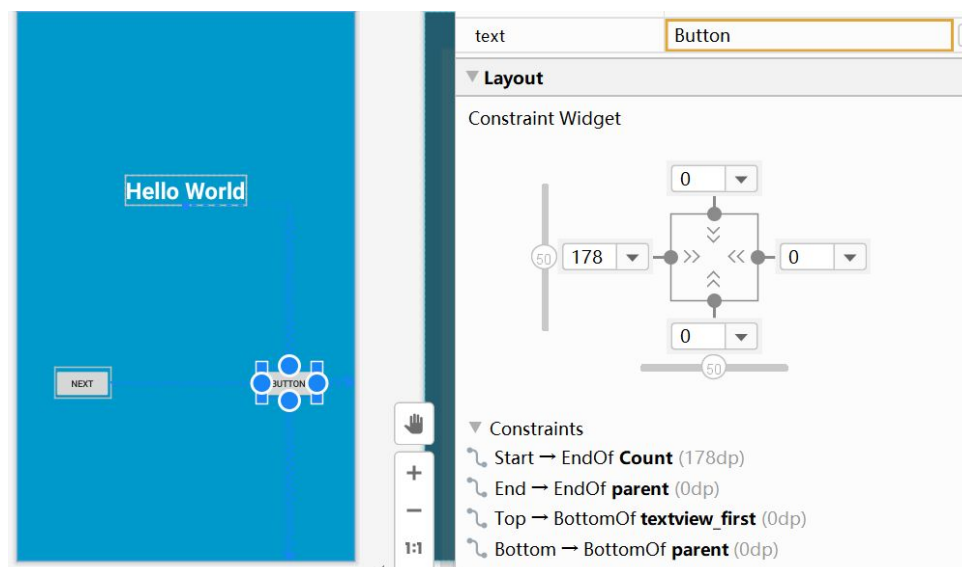 Hello World
NEXT
BUTTON
1:1
text Button
Layout
Constraint Widget
0
50 178 0
0
50
Constraints
Start → EndOf Count (178dp)
End → EndOf parent (0dp)
Top → BottomOf textview_first (0dp)
Bottom → BottomOf parent (0dp)